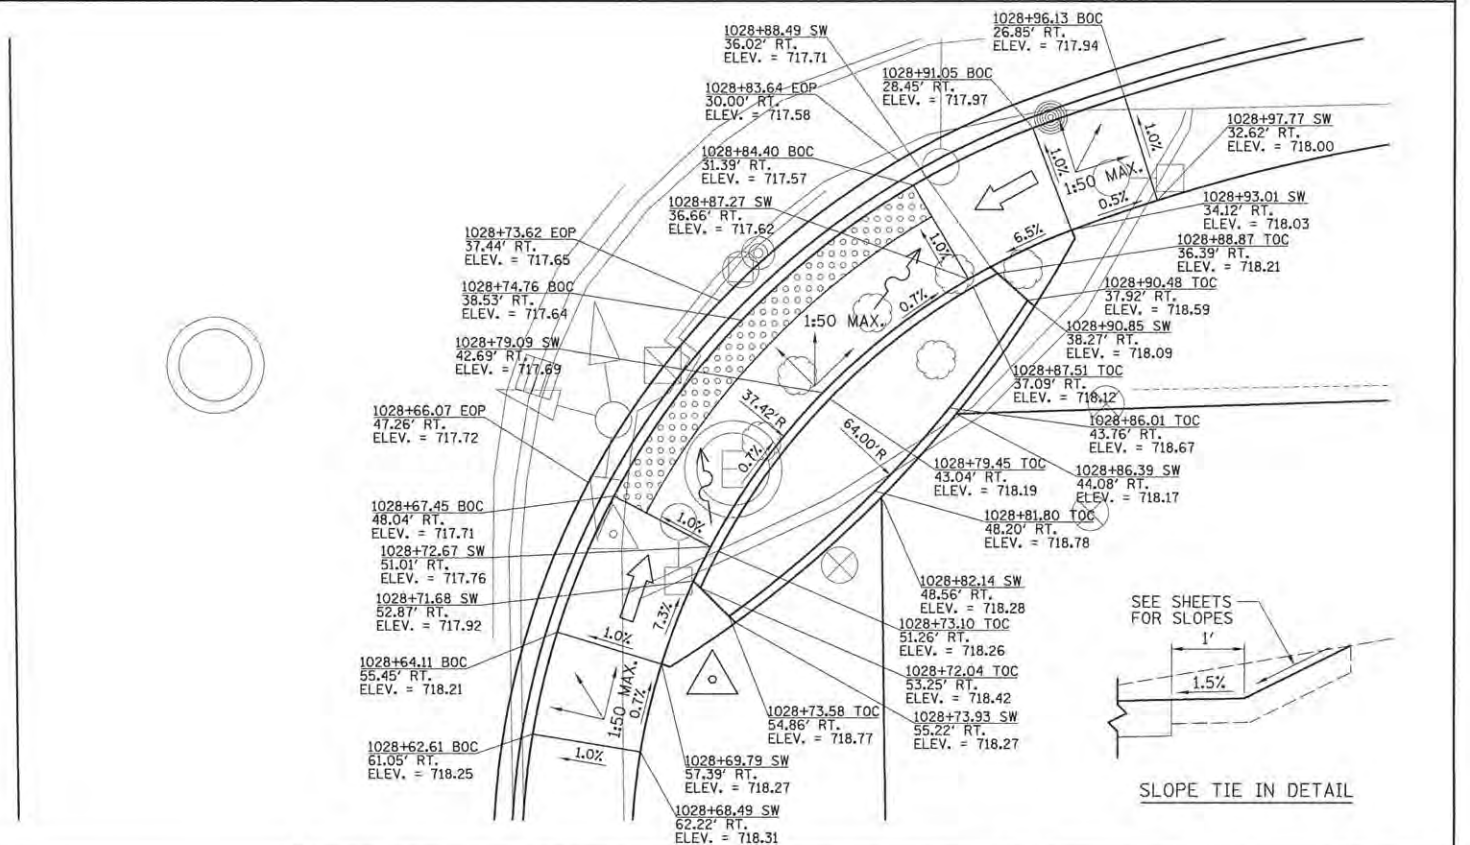 1028+88.49 SW
36.02' RT.
ELEV. = 717.71
1028+96.13 BOC
26.85' RT.
ELEV. = 717.94
1028+83.64 EOP
30.00' RT.
ELEV. = 717.58
1028+91.05 BOC
28.45' RT.
ELEV. = 717.97
1028+84.40 BOC
31.39' RT.
ELEV. = 717.57
1028+97.77 SW
32.62' RT.
ELEV. = 718.00
1028+87.27 SW
36.66' RT.
ELEV. = 717.62
1028+93.01 SW
34.12' RT.
ELEV. = 718.03
1028+73.62 EOP
37.44' RT.
ELEV. = 717.65
1028+88.87 TOC
36.39' RT.
ELEV. = 718.21
1028+74.76 BOC
38.53' RT.
ELEV. = 717.64
1028+90.48 TOC
37.92' RT.
ELEV. = 718.59
1028+79.09 SW
42.69' RT.
ELEV. = 717.69
1028+90.85 SW
38.27' RT.
ELEV. = 718.09
1028+87.51 TOC
37.09' RT.
ELEV. = 718.12
1028+66.07 EOP
47.26' RT.
ELEV. = 717.72
1028+86.01 TOC
43.76' RT.
ELEV. = 718.67
1028+79.45 TOC
43.04' RT.
ELEV. = 718.19
1028+86.39 SW
44.08' RT.
ELEV. = 718.17
1028+67.45 BOC
48.04' RT.
ELEV. = 717.71
1028+81.80 TOC
48.20' RT.
ELEV. = 718.78
1028+72.67 SW
51.01' RT.
ELEV. = 717.76
1028+82.14 SW
48.56' RT.
ELEV. = 718.28
1028+71.68 SW
52.87' RT.
ELEV. = 717.92
1028+73.10 TOC
51.26' RT.
ELEV. = 718.26
1028+64.11 BOC
55.45' RT.
ELEV. = 718.21
1028+72.04 TOC
53.25' RT.
ELEV. = 718.42
1028+73.58 TOC
54.86' RT.
ELEV. = 718.77
1028+73.93 SW
55.22' RT.
ELEV. = 718.27
1028+62.61 BOC
61.05' RT.
ELEV. = 718.25
1028+69.79 SW
57.39' RT.
ELEV. = 718.27
1028+68.49 SW
62.22' RT.
ELEV. = 718.31
1.0%
1.0%
1:50 MAX.
0.5%
6.5%
1.0%
0.7%
1:50 MAX.
37.42'R
0.7%
64.00'R
E
1.0%
7.3%
1.0%
1:50 MAX.
0.7%
1.0%
SEE SHEETS
FOR SLOPES
1'
1.5%
SLOPE TIE IN DETAIL